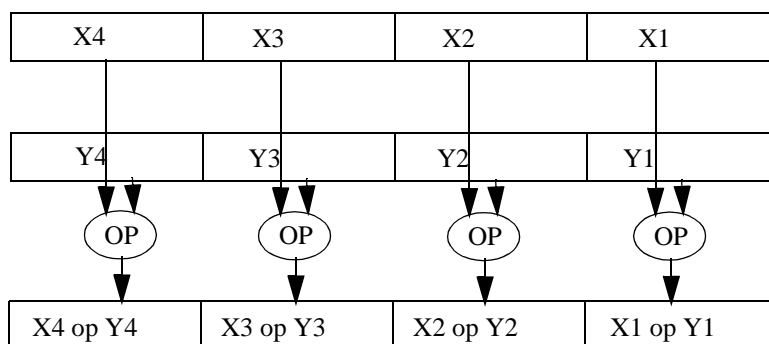 X4 X3 X2 X1
Y4 Y3 Y2 Y1
OP OP OP OP
X4 op Y4 X3 op Y3 X2 op Y2 X1 op Y1